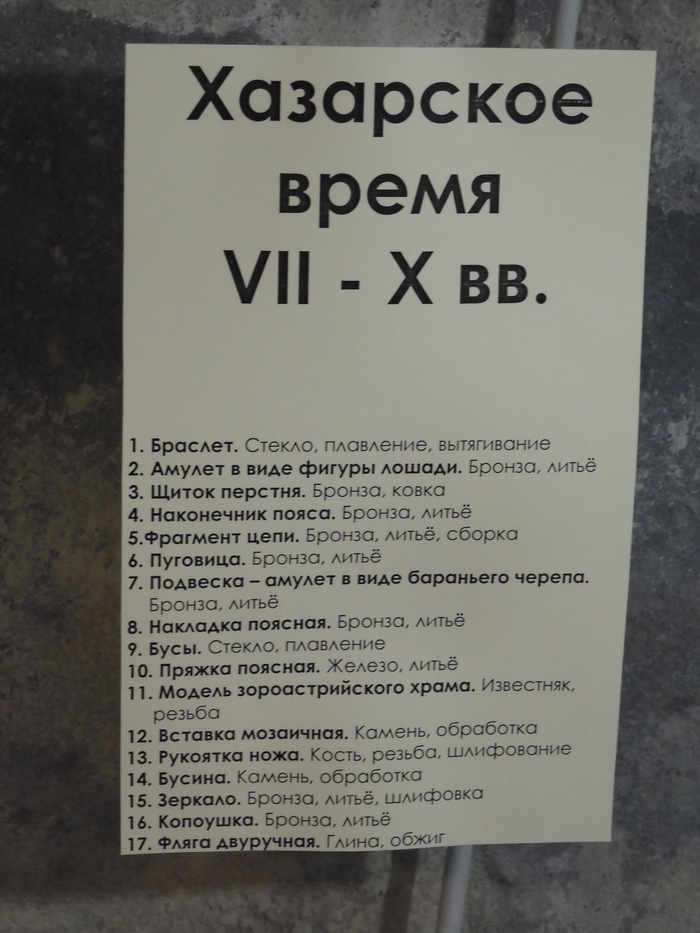 Хазарское
время
VII - X вв.
1. Браслет. Стекло, плавление, вытягивание
2. Амулет в виде фигуры лошади. Бронза, литьё
3. Щиток перстня. Бронза, ковка
4. Наконечник пояса. Бронза, литьё
5.Фрагмент цепи. Бронза, литьё, сборка
6. Пуговица. Бронза, литьё
7. Подвеска – амулет в виде бараньего черепа.
Бронза, литьё
8. Накладка поясная. Бронза, литьё
9. Бусы. Стекло, плавление
10. Пряжка поясная. Железо, литьё
11. Модель зороастрийского храма. Известняк,
резьба
12. Вставка мозаичная. Камень, обработка
13. Рукоятка ножа. Кость, резьба, шлифование
14. Бусина. Камень, обработка
15. Зеркало. Бронза, литьё, шлифовка
16. Копоушка. Бронза, литьё
17. Фляга двуручная. Глина, обжиг